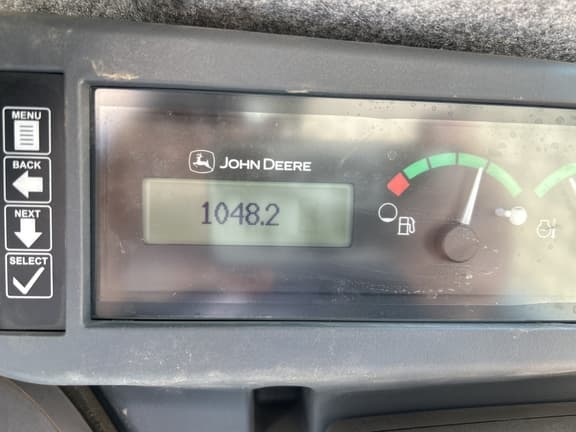 MENU
BACK
NEXT
SELECT
JOHN DEERE
1048.2